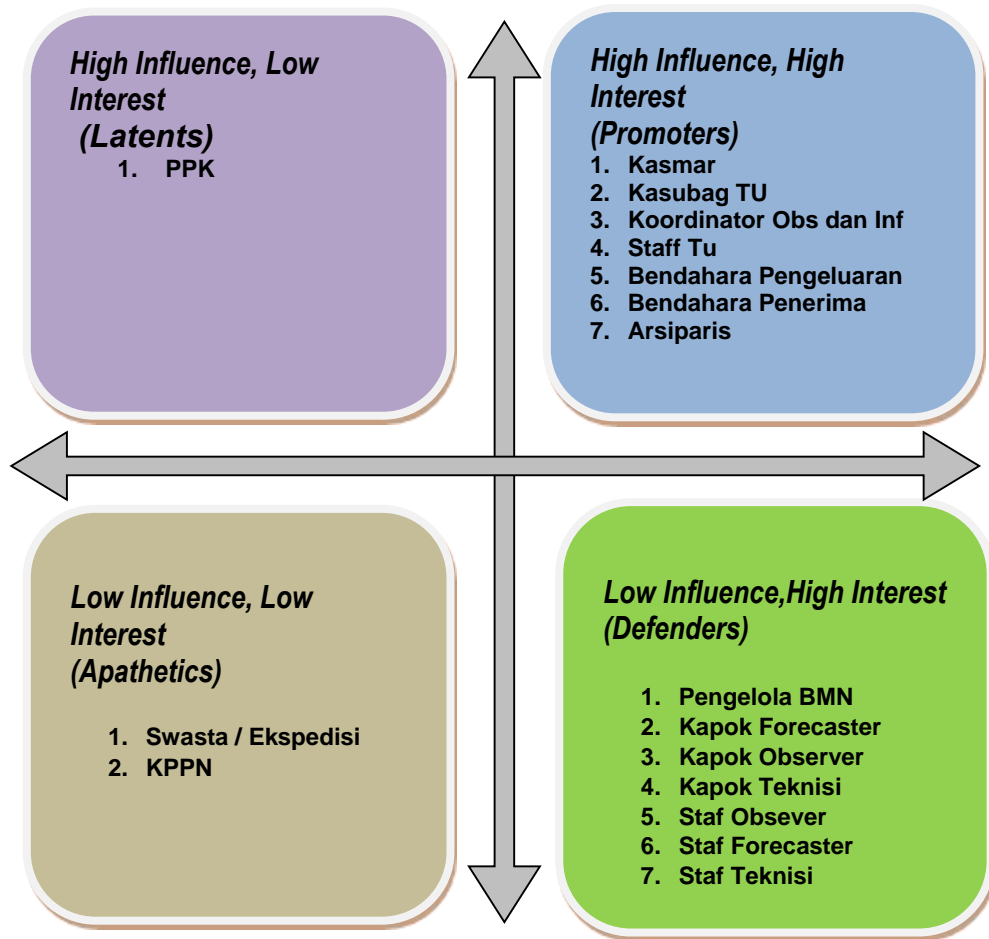 High Influence, Low
Interest
(Latents)
1. PPK
High Influence, High
Interest
(Promoters)
1. Kasmar
2. Kasubag TU
3. Koordinator Obs dan Inf
4. Staff Tu
5. Bendahara Pengeluaran
6. Bendahara Penerima
7. Arsiparis
Low Influence, Low
Interest
(Apathetics)
1. Swasta / Ekspedisi
2. KPPN
Low Influence,High Interest
(Defenders)
1. Pengelola BMN
2. Kapok Forecaster
3. Kapok Observer
4. Kapok Teknisi
5. Staf Obsever
6. Staf Forecaster
7. Staf Teknisi